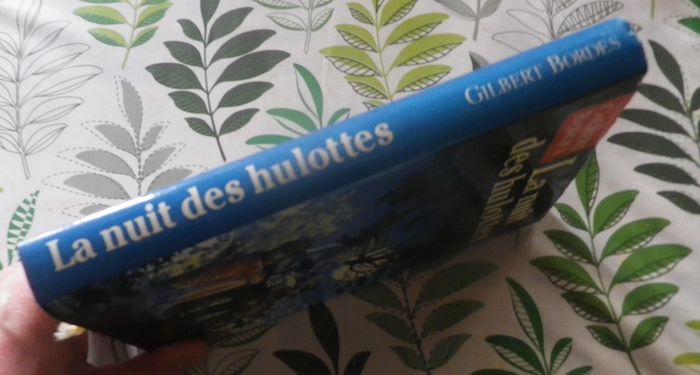 La nuit des hulottes
GILBERT BORDES
La nuit
des hulottes